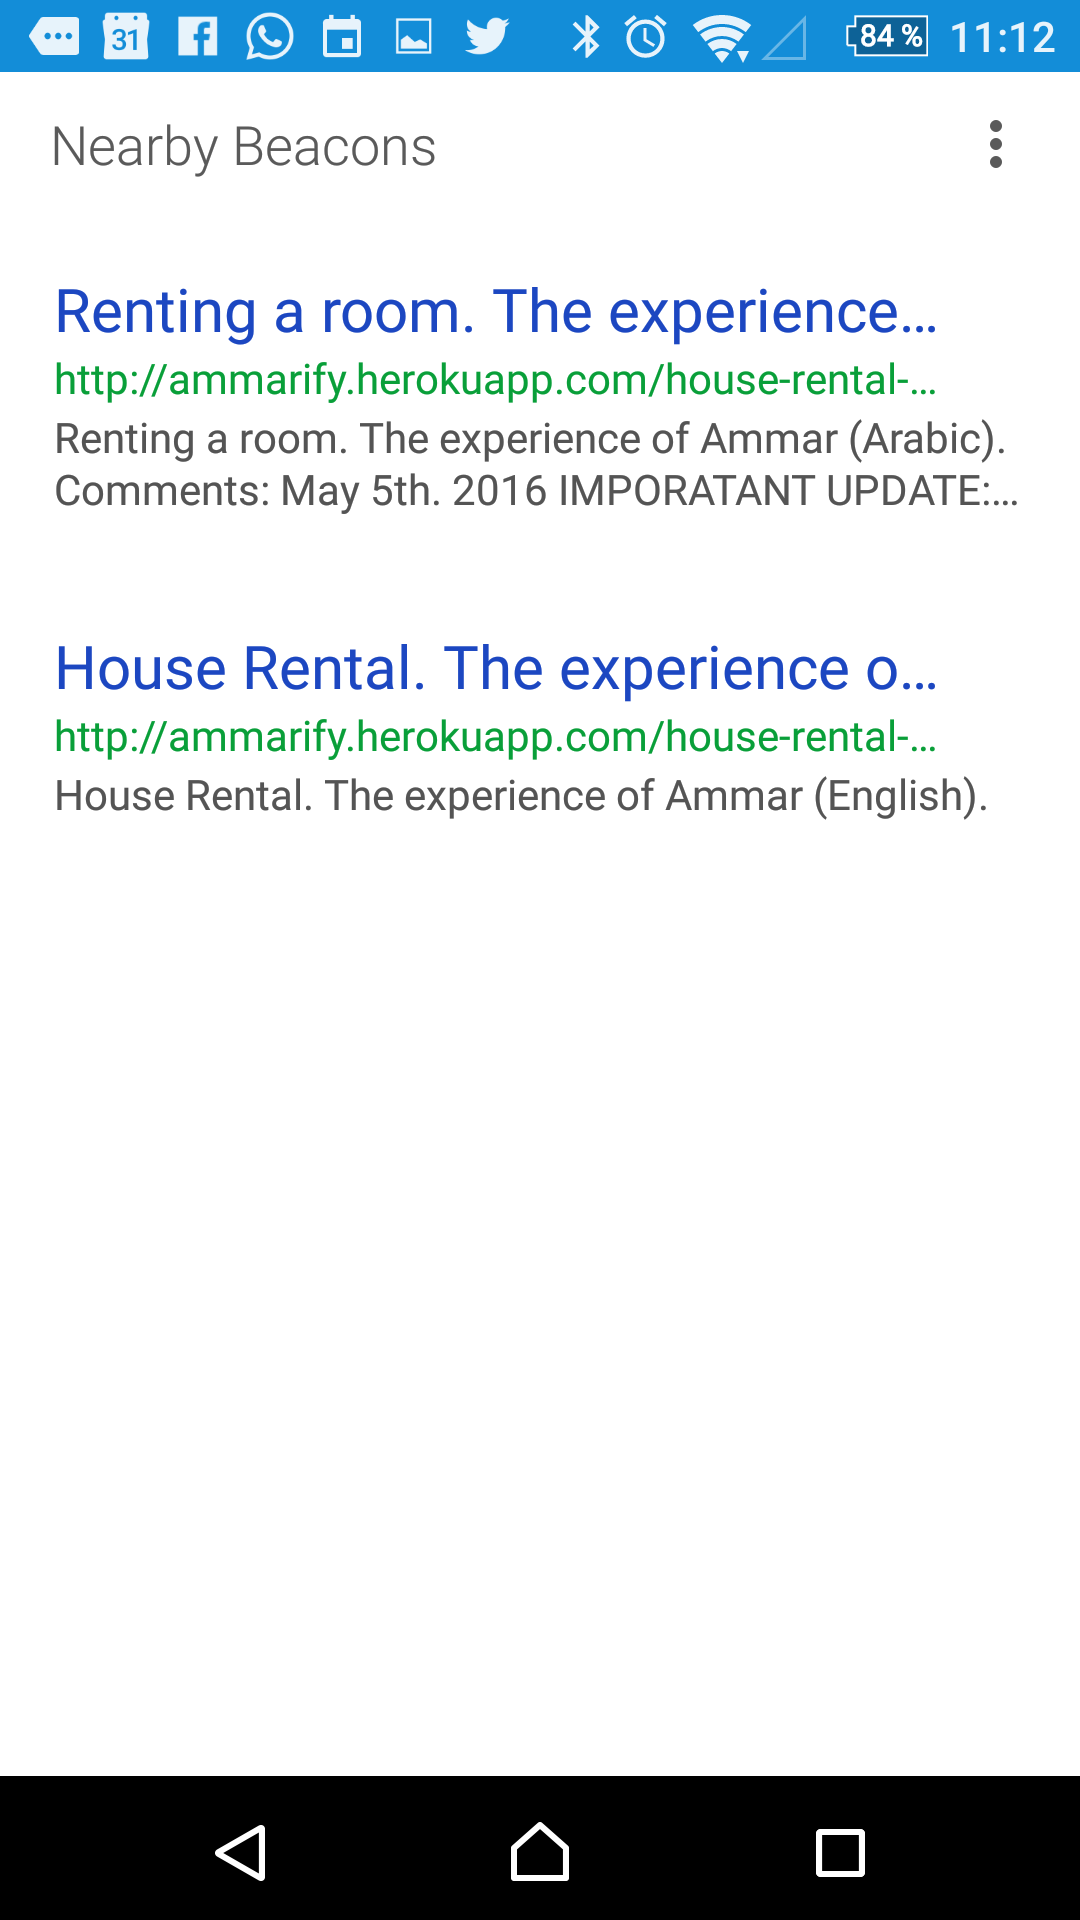 31 84 % 11:12
Nearby Beacons
Renting a room. The experience...
http://ammarify.herokuapp.com/house-rental-...
Renting a room. The experience of Ammar (Arabic).
Comments: May 5th. 2016 IMPORATANT UPDATE:...
House Rental. The experience o...
http://ammarify.herokuapp.com/house-rental-...
House Rental. The experience of Ammar (English).